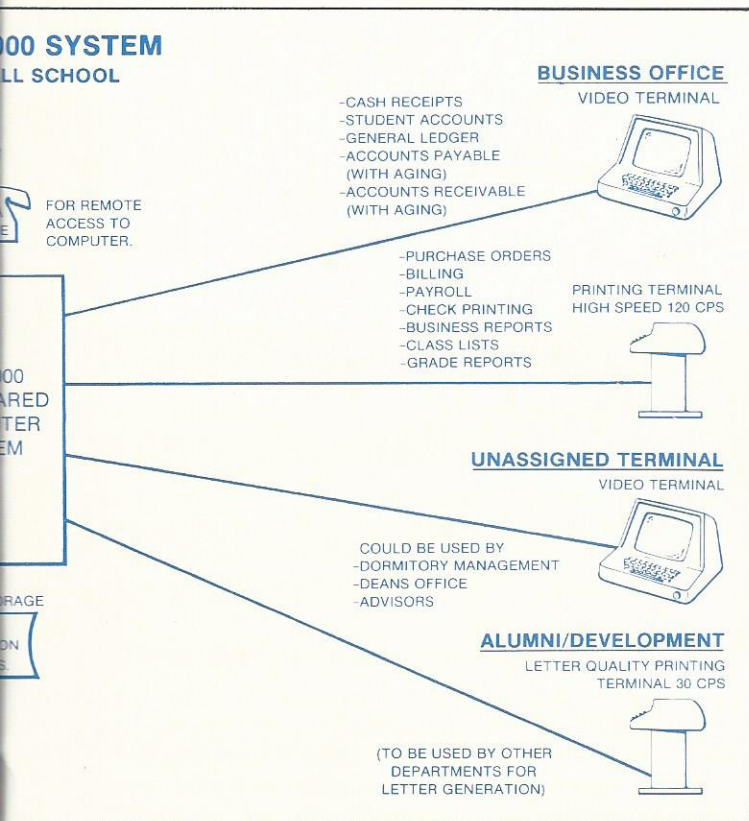 000 SYSTEM
LL SCHOOL
BUSINESS OFFICE
VIDEO TERMINAL
-CASH RECEIPTS
-STUDENT ACCOUNTS
-GENERAL LEDGER
-ACCOUNTS PAYABLE
(WITH AGING)
-ACCOUNTS RECEIVABLE
(WITH AGING)
FOR REMOTE
ACCESS TO
COMPUTER.
-PURCHASE ORDERS
-BILLING
-PAYROLL
-CHECK PRINTING
-BUSINESS REPORTS
-CLASS LISTS
-GRADE REPORTS
PRINTING TERMINAL
HIGH SPEED 120 CPS
000
ARED
TER
EM
UNASSIGNED TERMINAL
VIDEO TERMINAL
COULD BE USED BY
-DORMITORY MANAGEMENT
-DEANS OFFICE
-ADVISORS
ORAGE
ON
S.
ALUMNI/DEVELOPMENT
LETTER QUALITY PRINTING
TERMINAL 30 CPS
(TO BE USED BY OTHER
DEPARTMENTS FOR
LETTER GENERATION)